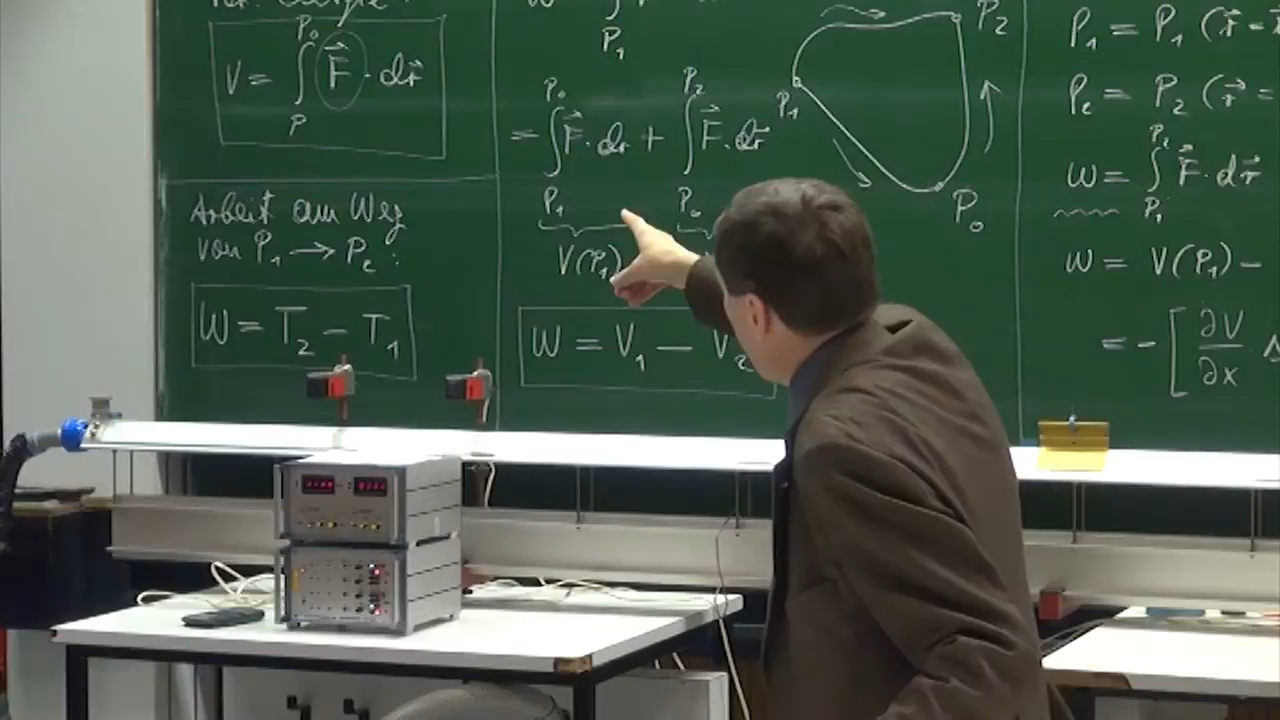 P₀
V = ∫ F⃗ · dr⃗
P
Arbeit am Weg
von P₁ → P₂ :
W = T₂ − T₁
P₁
P₀ P₂
= ∫ F⃗ · dr⃗ + ∫ F⃗ · dr⃗
P₁ P₀
V(P₁)
W = V₁ − V₂
P₂
P₁
P₀
P₁ = P₁ (r⃗ =
P₂ = P₂ (r⃗ =
P₂
W = ∫ F⃗ · dr⃗
P₁
W = V(P₁) −
= − [ ∂V
∂x